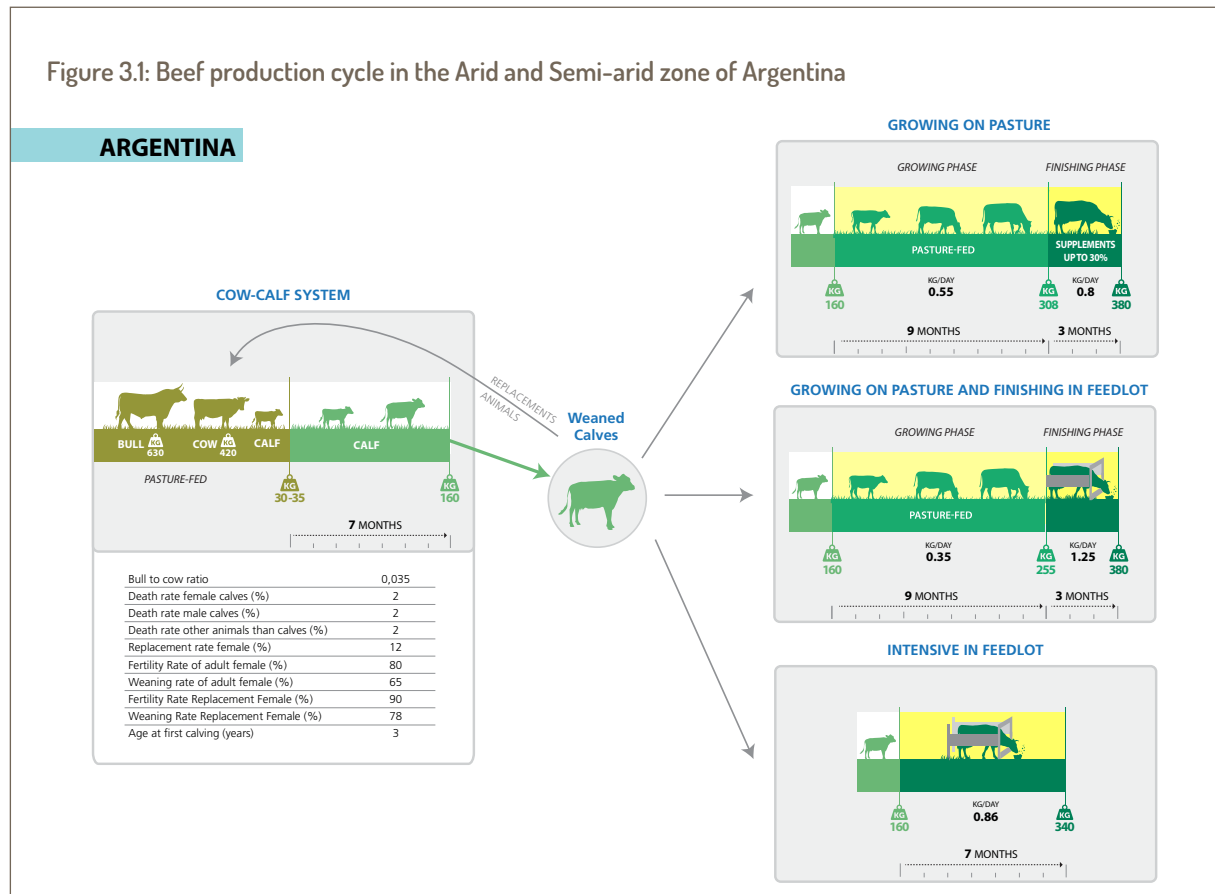 Figure 3.1: Beef production cycle in the Arid and Semi-arid zone of Argentina
ARGENTINA
COW-CALF SYSTEM
REPLACEMENTS
ANIMALS
BULL KG 630 COW KG 420 CALF
CALF
PASTURE-FED
KG
30-35
KG
160
7 MONTHS
Bull to cow ratio 0,035
Death rate female calves (%) 2
Death rate male calves (%) 2
Death rate other animals than calves (%) 2
Replacement rate female (%) 12
Fertility Rate of adult female (%) 80
Weaning rate of adult female (%) 65
Fertility Rate Replacement Female (%) 90
Weaning Rate Replacement Female (%) 78
Age at first calving (years) 3
Weaned
Calves
GROWING ON PASTURE
GROWING PHASE FINISHING PHASE
PASTURE-FED
SUPPLEMENTS
UP TO 30%
KG/DAY KG/DAY
KG 0.55 KG 0.8 KG
160 308 380
9 MONTHS 3 MONTHS
GROWING ON PASTURE AND FINISHING IN FEEDLOT
GROWING PHASE FINISHING PHASE
PASTURE-FED
KG/DAY KG/DAY
KG 0.35 KG 1.25 KG
160 255 380
9 MONTHS 3 MONTHS
INTENSIVE IN FEEDLOT
KG/DAY
KG 0.86 KG
160 340
7 MONTHS